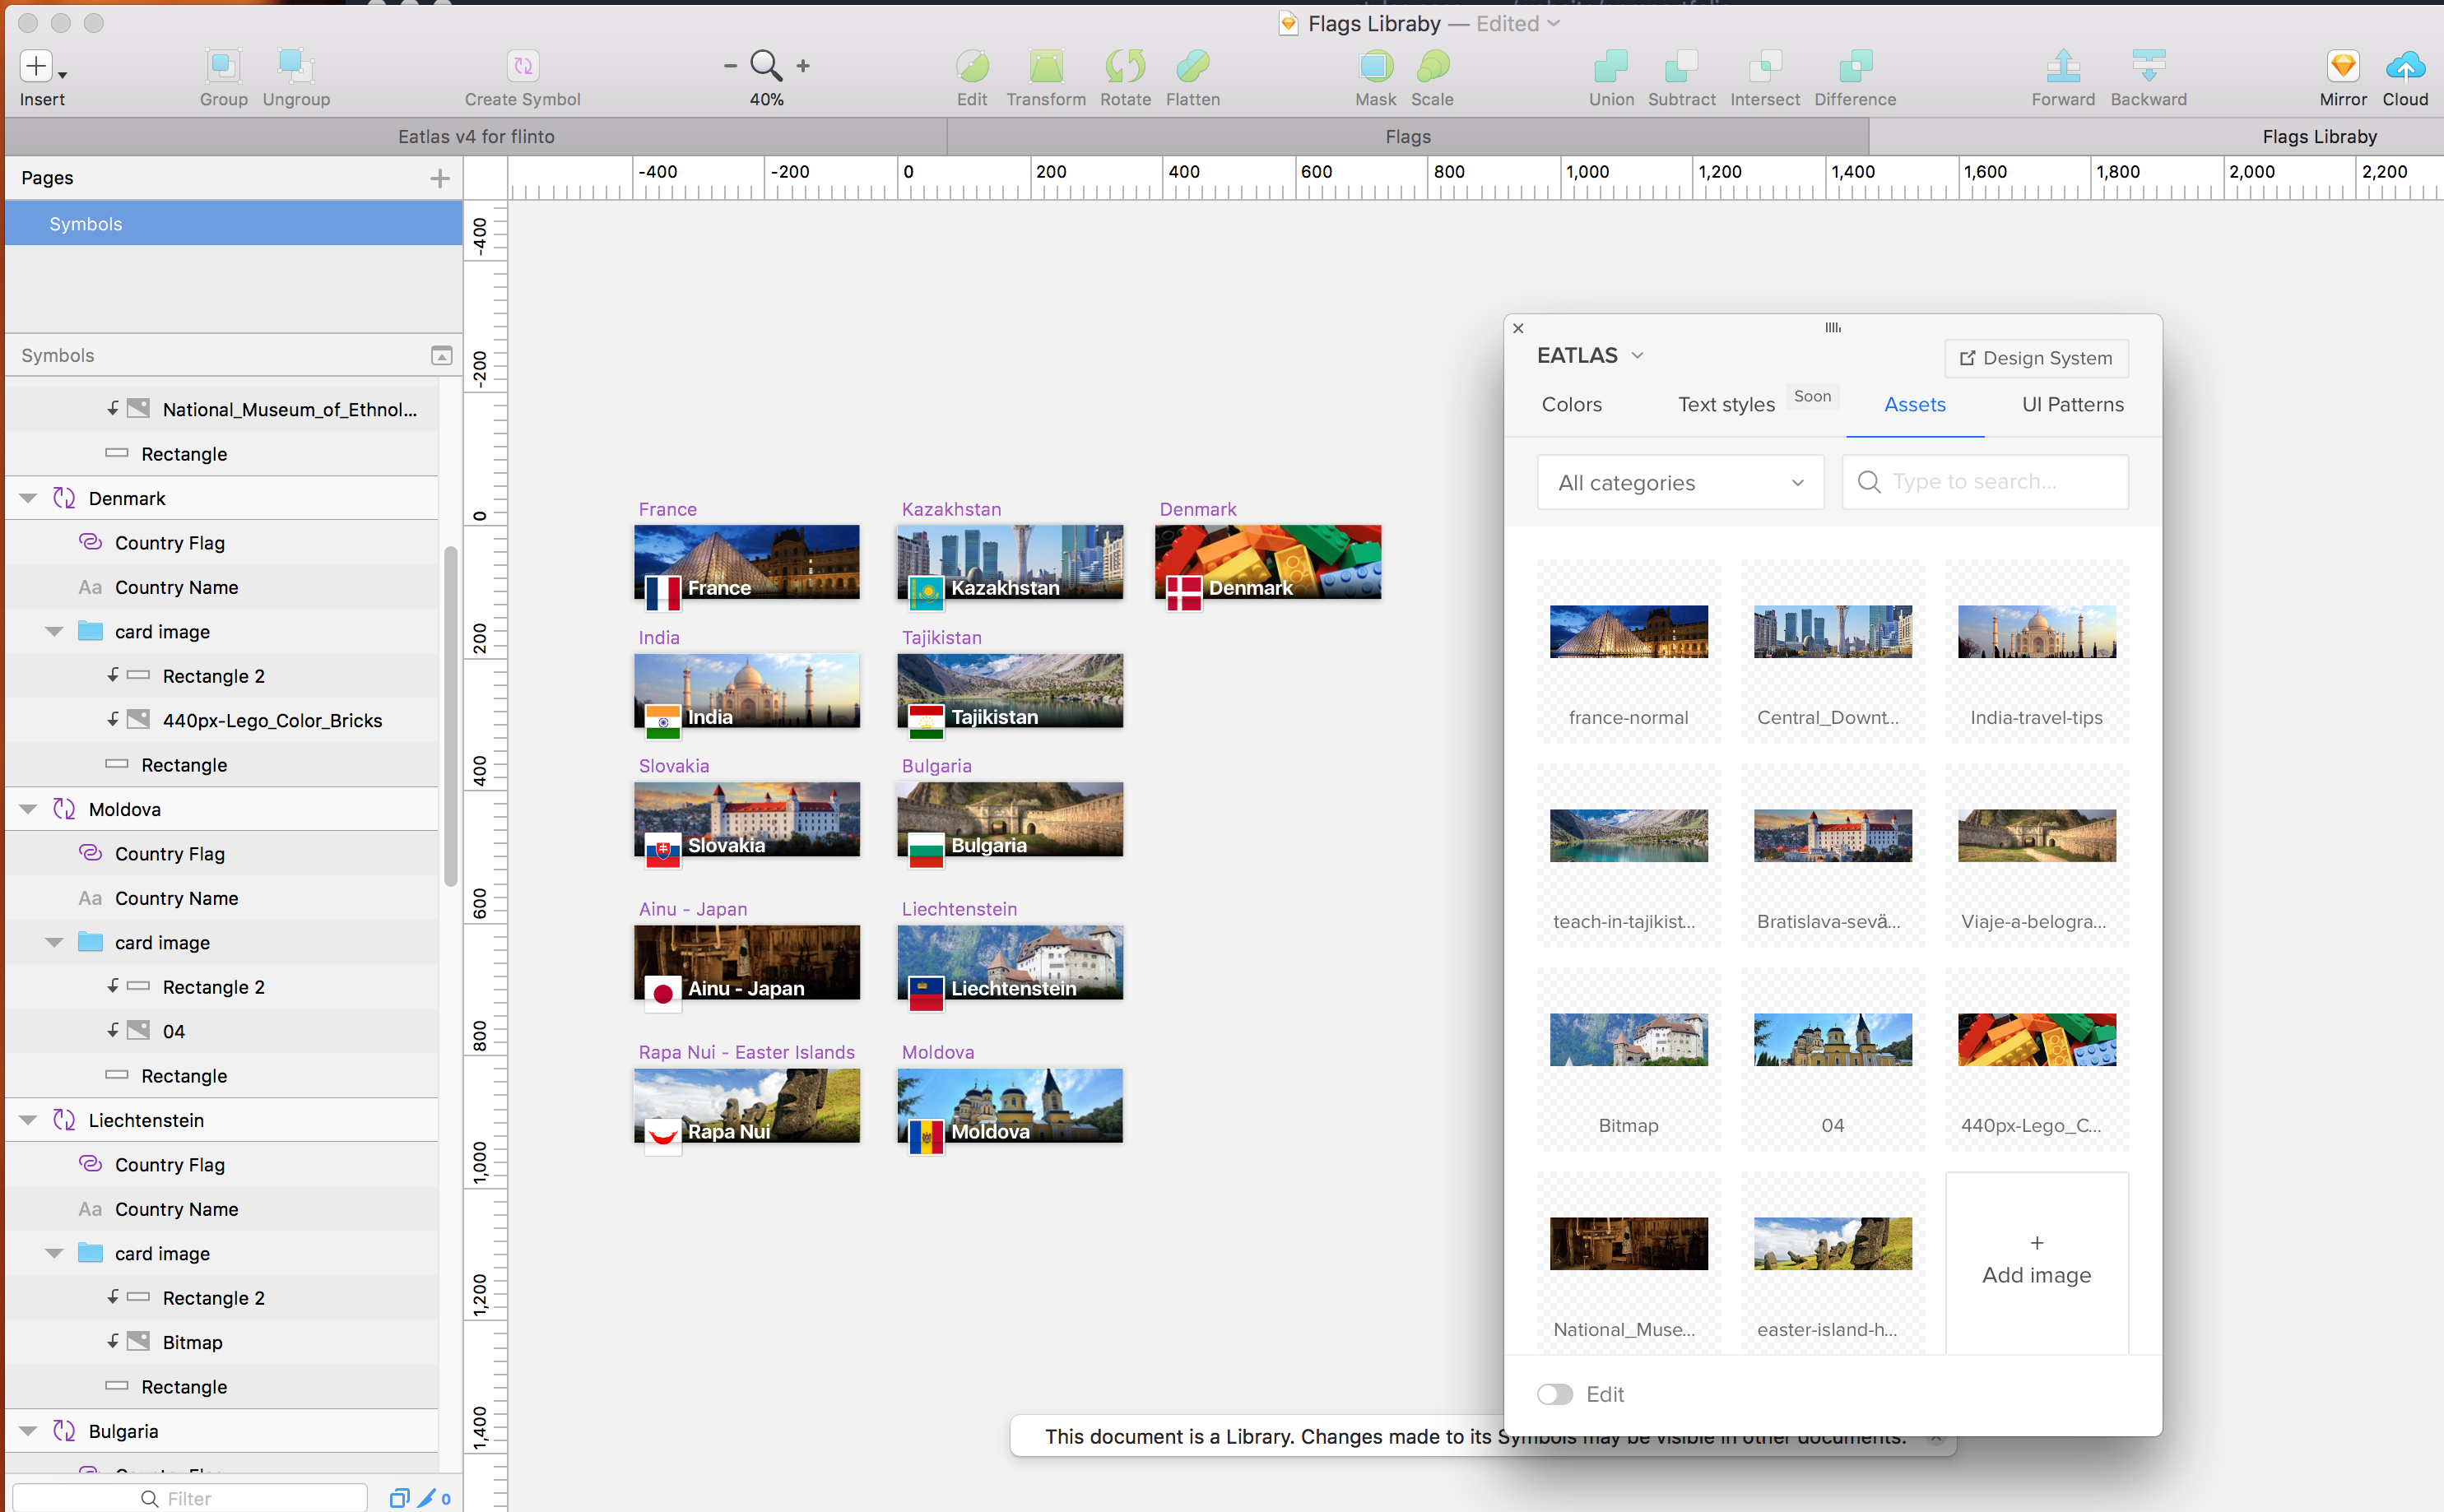 Flags Libraby — Edited
Insert
Group
Ungroup
Create Symbol
40%
Edit
Transform
Rotate
Flatten
Mask
Scale
Union
Subtract
Intersect
Difference
Forward
Backward
Mirror
Cloud
Eatlas v4 for flinto
Flags
Flags Libraby
Pages
Symbols
Symbols
National_Museum_of_Ethnol...
Rectangle
Denmark
Country Flag
Aa Country Name
card image
Rectangle 2
440px-Lego_Color_Bricks
Rectangle
Moldova
Country Flag
Aa Country Name
card image
Rectangle 2
04
Rectangle
Liechtenstein
Country Flag
Aa Country Name
card image
Rectangle 2
Bitmap
Rectangle
Bulgaria
Filter
0
-400 -200 0 200 400 600 800 1,000 1,200 1,400 1,600 1,800 2,000 2,200
-400
-200
0
200
400
600
800
1,000
1,200
1,400
France
France
Kazakhstan
Kazakhstan
Denmark
Denmark
India
India
Tajikistan
Tajikistan
Slovakia
Slovakia
Bulgaria
Bulgaria
Ainu - Japan
Ainu - Japan
Liechtenstein
Liechtenstein
Rapa Nui - Easter Islands
Rapa Nui
Moldova
Moldova
EATLAS
Design System
Colors
Text styles
Soon
Assets
UI Patterns
All categories
Type to search...
france-normal
Central_Downt...
India-travel-tips
teach-in-tajikist...
Bratislava-sevä...
Viaje-a-belogra...
Bitmap
04
440px-Lego_C...
National_Muse...
easter-island-h...
+
Add image
Edit
This document is a Library. Changes made to its Symbols may be visible in other documents.